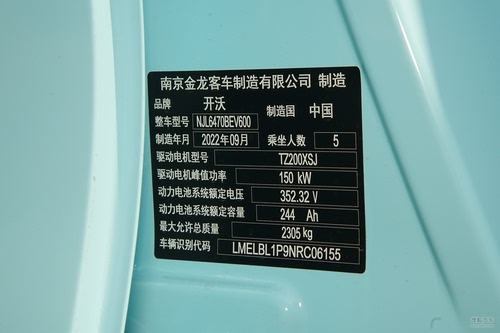 南京金龙客车制造有限公司 制造
品牌 开沃 制造国 中国
整车型号 NJL6470BEV600
制造年月 2022年09月 乘坐人数 5
驱动电机型号 TZ200XSJ
驱动电机峰值功率 150 kW
动力电池系统额定电压 352.32 V
动力电池系统额定容量 244 Ah
最大允许总质量 2305 kg
车辆识别代码 LMELBL1P9NRC06155